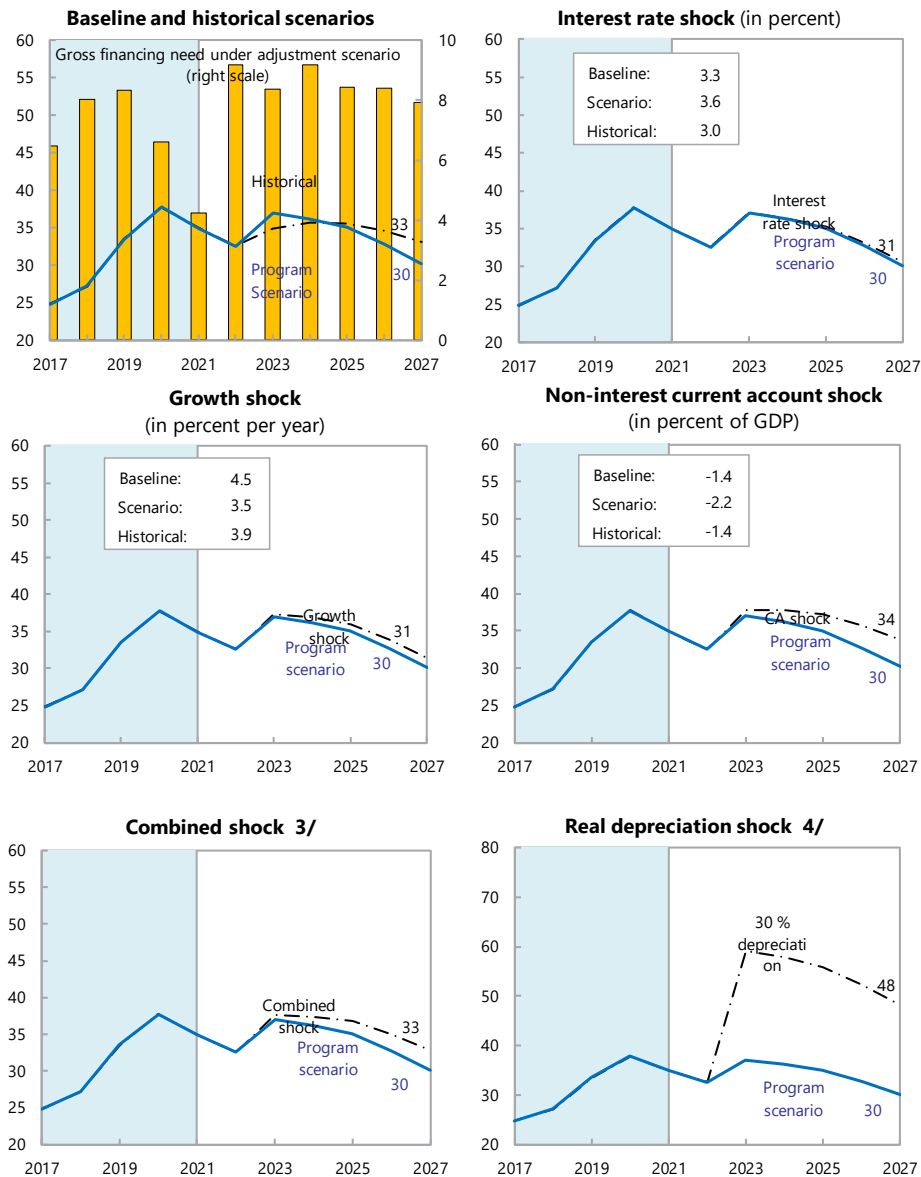 Baseline and historical scenarios
60
55
50
45
40
35
30
25
20
10
8
6
4
2
0
Gross financing need under adjustment scenario
(right scale)
Historical
33
Program
Scenario
30
2017 2019 2021 2023 2025 2027
Interest rate shock (in percent)
60
55
50
45
40
35
30
25
20
Baseline: 3.3
Scenario: 3.6
Historical: 3.0
Interest
rate shock
Program
scenario
31
30
2017 2019 2021 2023 2025 2027
Growth shock
(in percent per year)
60
55
50
45
40
35
30
25
20
Baseline: 4.5
Scenario: 3.5
Historical: 3.9
Growth
shock
Program
scenario
31
30
2017 2019 2021 2023 2025 2027
Non-interest current account shock
(in percent of GDP)
60
55
50
45
40
35
30
25
20
Baseline: -1.4
Scenario: -2.2
Historical: -1.4
CA shock
Program
scenario
34
30
2017 2019 2021 2023 2025 2027
Combined shock 3/
60
55
50
45
40
35
30
25
20
Combined
shock
Program
scenario
33
30
2017 2019 2021 2023 2025 2027
Real depreciation shock 4/
80
70
60
50
40
30
20
30 %
depreciati
on
48
Program
scenario
30
2017 2019 2021 2023 2025 2027